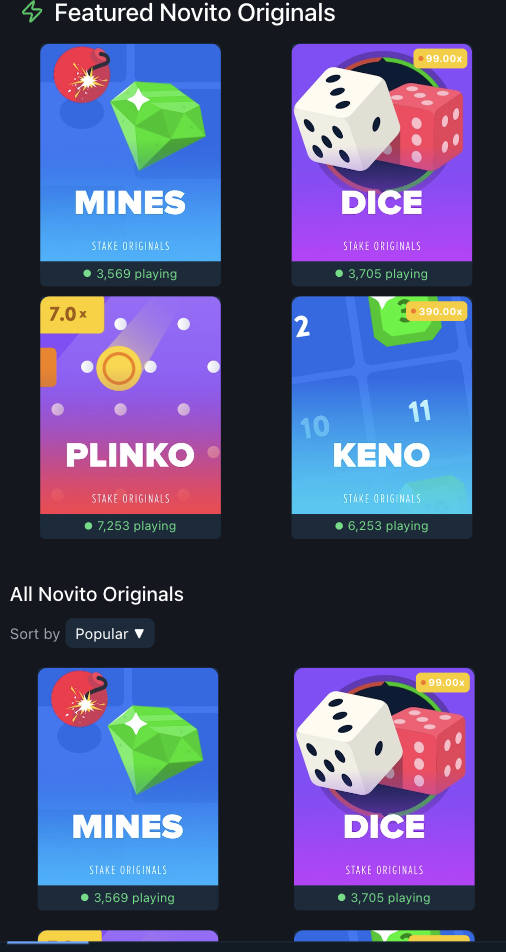 Featured Novito Originals
MINES
STAKE ORIGINALS
3,569 playing
99.00x
DICE
STAKE ORIGINALS
3,705 playing
7.0x
PLINKO
STAKE ORIGINALS
7,253 playing
390.00x
2
10
11
KENO
STAKE ORIGINALS
6,253 playing
All Novito Originals
Sort by Popular ▼
MINES
STAKE ORIGINALS
3,569 playing
99.00x
DICE
STAKE ORIGINALS
3,705 playing